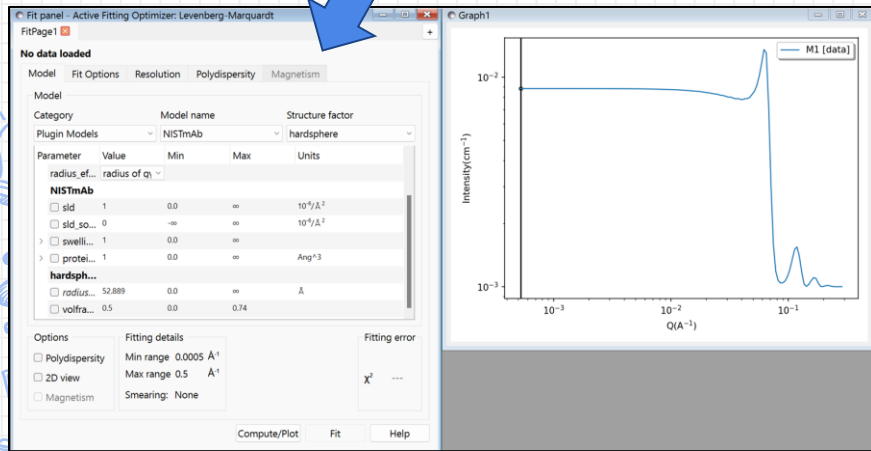 Fit panel - Active Fitting Optimizer: Levenberg-Marquardt
FitPage1
+
No data loaded
Model Fit Options Resolution Polydispersity Magnetism
Model
Category Model name Structure factor
Plugin Models NISTmAb hardsphere
Parameter Value Min Max Units
radius_ef... radius of gy
NISTmAb
sld 1 0.0 ∞ 10⁻⁶/Å²
sld_so... 0 -∞ ∞ 10⁻⁶/Å²
> swelli... 1 0.0 ∞
> protei... 1 0.0 ∞ Ang^3
hardsph...
radius... 52.889 0.0 ∞ Å
volfra... 0.5 0.0 0.74
Options Fitting details Fitting error
Polydispersity Min range 0.0005 Å⁻¹
2D view Max range 0.5 Å⁻¹ χ² ---
Magnetism Smearing: None
Compute/Plot Fit Help
Graph1
M1 [data]
10⁻²
Intensity(cm⁻¹)
10⁻³
10⁻³ 10⁻² 10⁻¹
Q(A⁻¹)